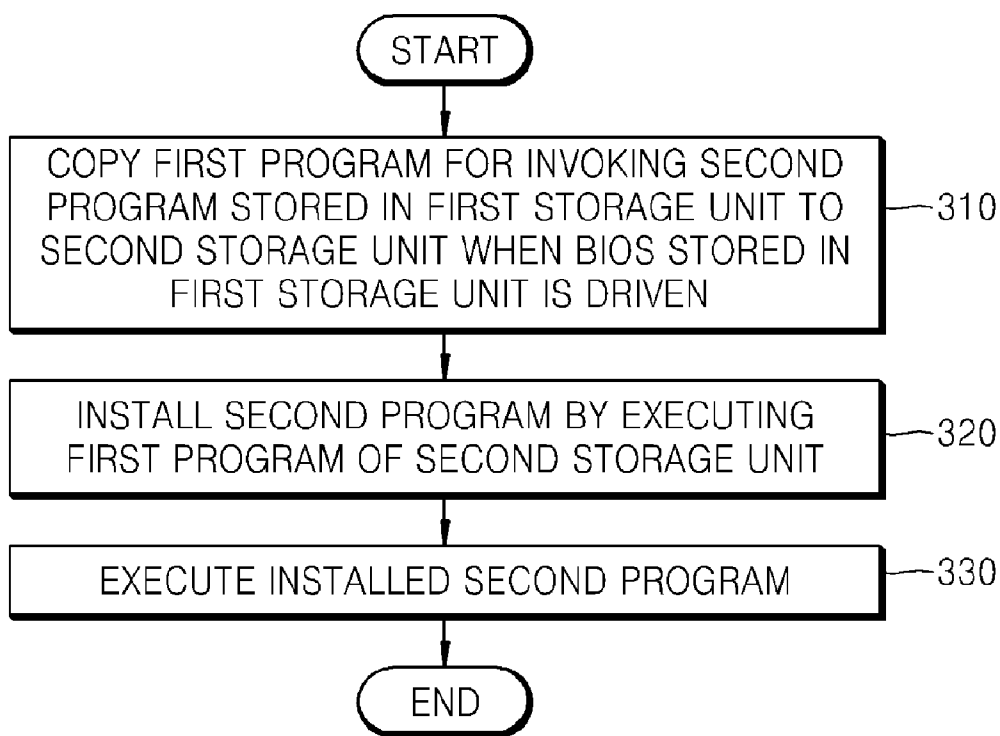 START
COPY FIRST PROGRAM FOR INVOKING SECOND
PROGRAM STORED IN FIRST STORAGE UNIT TO
SECOND STORAGE UNIT WHEN BIOS STORED IN
FIRST STORAGE UNIT IS DRIVEN
310
INSTALL SECOND PROGRAM BY EXECUTING
FIRST PROGRAM OF SECOND STORAGE UNIT
320
EXECUTE INSTALLED SECOND PROGRAM
330
END